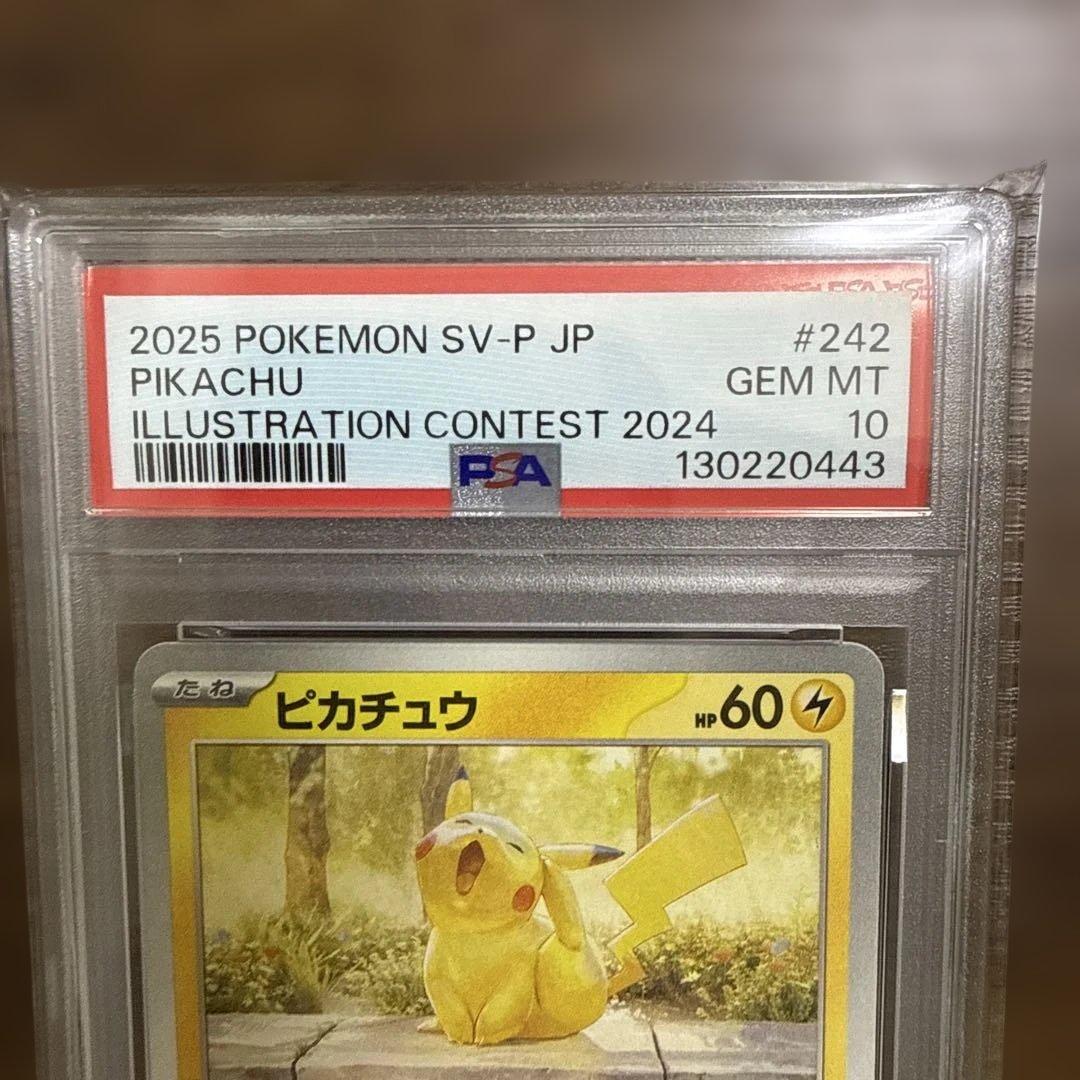 2025 POKEMON SV-P JP #242
PIKACHU GEM MT
ILLUSTRATION CONTEST 2024 10
PSA 130220443
たね ピカチュウ HP60